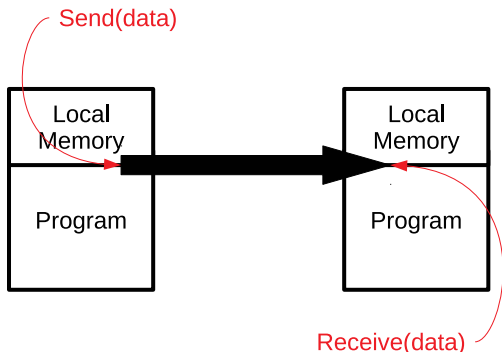 Send(data)
Local
Memory
Program
Local
Memory
Program
Receive(data)